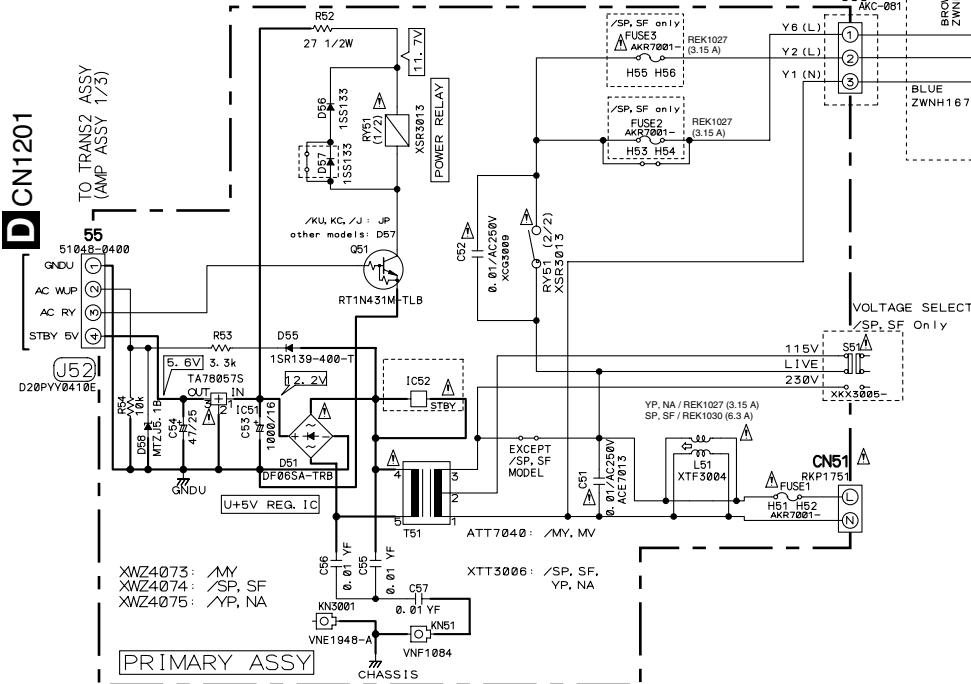 AKC-081
R52
27 1/2W
11.7V
/SP, SF only
FUSE3
AKR7001-
H55 H56
REK1027
(3.15 A)
Y6 (L)
1
Y2 (L)
2
Y1 (N)
3
BROW
ZWN
BLUE
ZWNH167
/SP, SF only
FUSE2
AKR7001-
H53 H54
REK1027
(3.15 A)
D CN1201
TO TRANS2 ASSY
(AMP ASSY 1/3)
D56
1SS133
D57
1SS133
RY51
(1/2)
XSR3013
POWER RELAY
/KU, KC, /J : JP
other models: D57
Q51
RT1N431M-TLB
C52
0.01/AC250V
XCG3009
RY51 (2/2)
XSR3013
55
51048-0400
GNDU
1
AC WUP
2
AC RY
3
STBY 5V
4
J52
D20PYY0410E
R53
3.3k
D55
1SR139-400-T
5.6V
TA78057S
OUT
IN
2
1
IC51
12.2V
R54
10k
D58
MTZJ5.1B
C54
47/25
C53
1000/16
GNDU
D51
DF06SA-TRB
U+5V REG. IC
IC52
STBY
VOLTAGE SELECT
/SP, SF Only
115V
LIVE
230V
S51
XKX3005-
YP, NA / REK1027 (3.15 A)
SP, SF / REK1030 (6.3 A)
EXCEPT
/SP, SF
MODEL
C51
0.01/AC250V
ACE7013
L51
XTF3004
CN51
RKP1751
FUSE1
H51 H52
AKR7001-
L
N
4
3
2
5
1
T51
ATT7040: /MY, MV
XTT3006: /SP, SF,
YP, NA
C56
0.01 YF
C55
0.01 YF
C57
0.01 YF
XWZ4073: /MY
XWZ4074: /SP, SF
XWZ4075: /YP, NA
KN3001
VNE1948-A
KN51
VNF1084
CHASSIS
PRIMARY ASSY